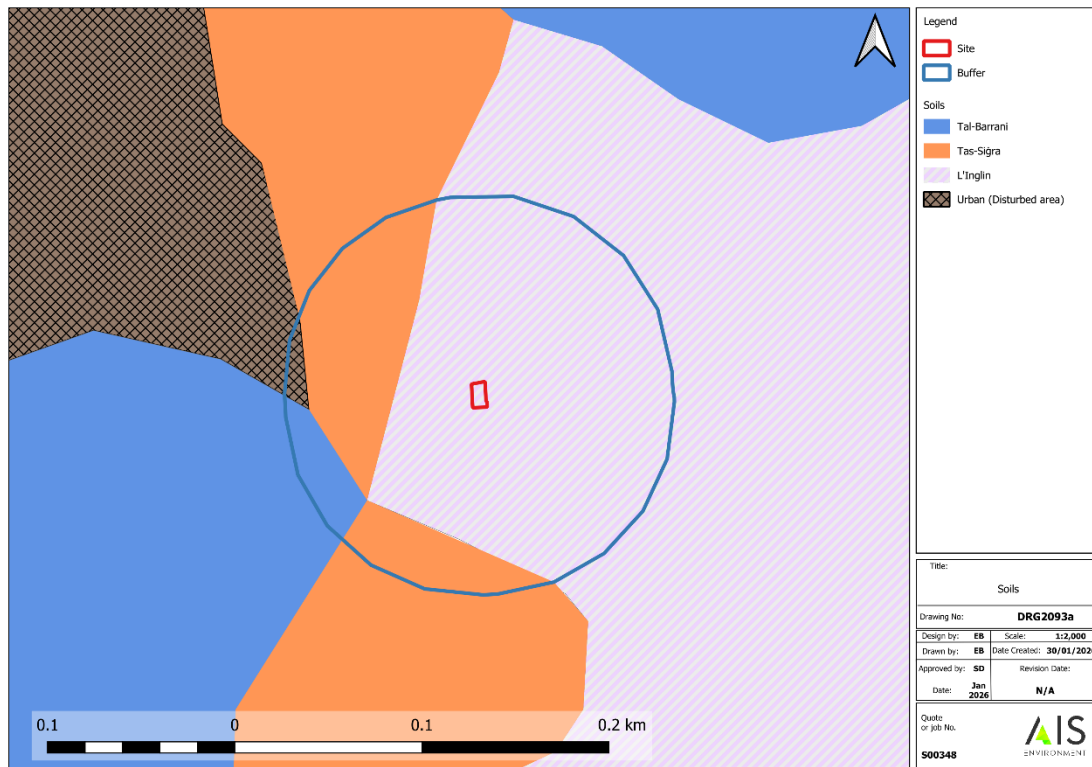 Legend
Site
Buffer
Soils
Tal-Barrani
Tas-Siġra
L'Inglin
Urban (Disturbed area)
0.1 0 0.1 0.2 km
Title:
Soils
Drawing No: DRG2093a
Design by: EB Scale: 1:2,000
Drawn by: EB Date Created: 30/01/2026
Approved by: SD Revision Date:
Date: Jan 2026 N/A
Quote
or job No.
S00348
AIS
ENVIRONMENT